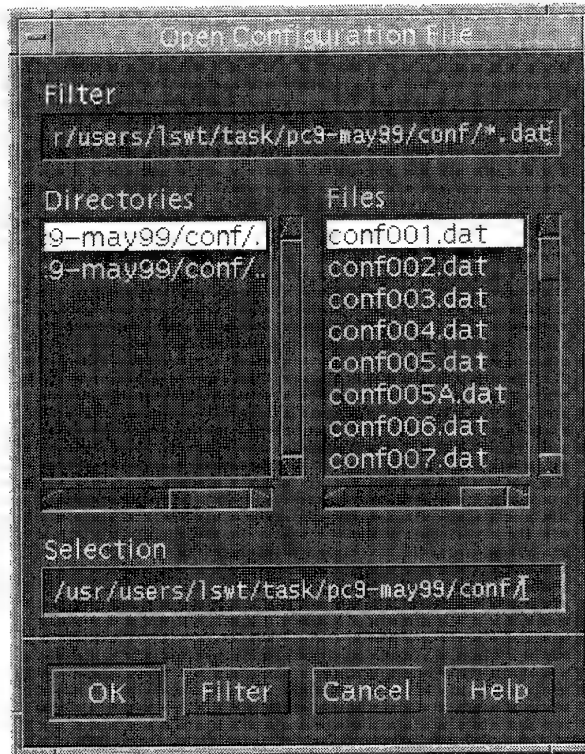 Open Configuration File
Filter
r/users/lswt/task/pc9-may99/conf/*.dat
Directories
Files
9-may99/conf/.
.9-may99/conf/..
conf001.dat
conf002.dat
conf003.dat
conf004.dat
conf005.dat
conf005A.dat
conf006.dat
conf007.dat
Selection
/usr/users/lswt/task/pc9-may99/conf/
OK Filter Cancel Help